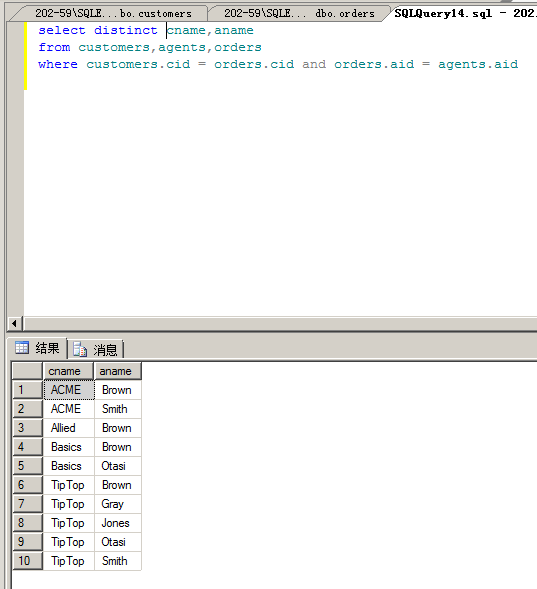 202-59\SQLE...bo.customers 202-59\SQLE... dbo.orders SQLQuery14.sql - 202.
select distinct cname,aname
from customers,agents,orders
where customers.cid = orders.cid and orders.aid = agents.aid
结果 消息
cname aname
1 ACME Brown
2 ACME Smith
3 Allied Brown
4 Basics Brown
5 Basics Otasi
6 TipTop Brown
7 TipTop Gray
8 TipTop Jones
9 TipTop Otasi
10 TipTop Smith